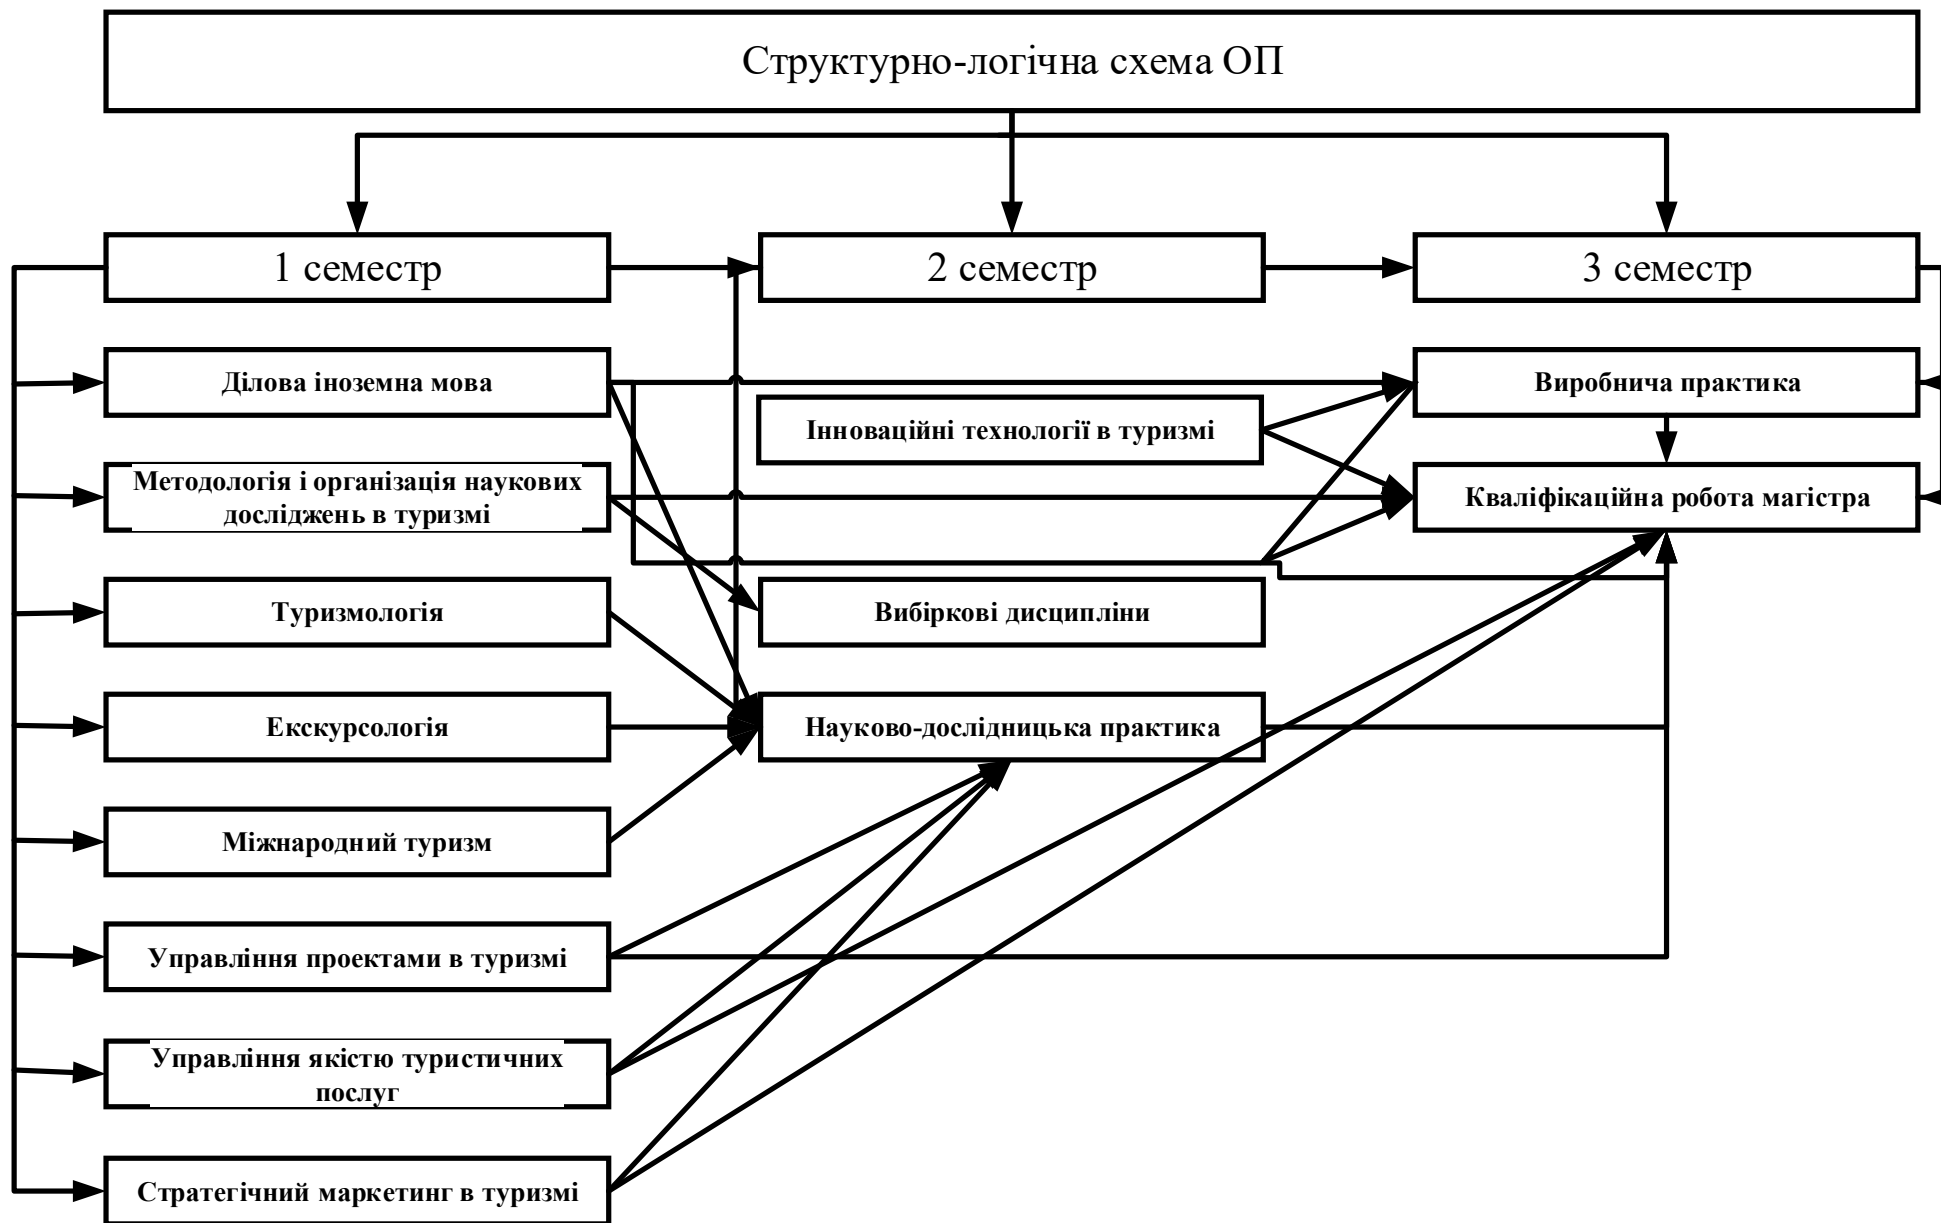 Структурно-логічна схема ОП
1 семестр
2 семестр
3 семестр
Ділова іноземна мова
Методологія і організація наукових
досліджень в туризмі
Туризмологія
Екскурсологія
Міжнародний туризм
Управління проектами в туризмі
Управління якістю туристичних
послуг
Стратегічний маркетинг в туризмі
Інноваційні технології в туризмі
Вибіркові дисципліни
Науково-дослідницька практика
Виробнича практика
Кваліфікаційна робота магістра